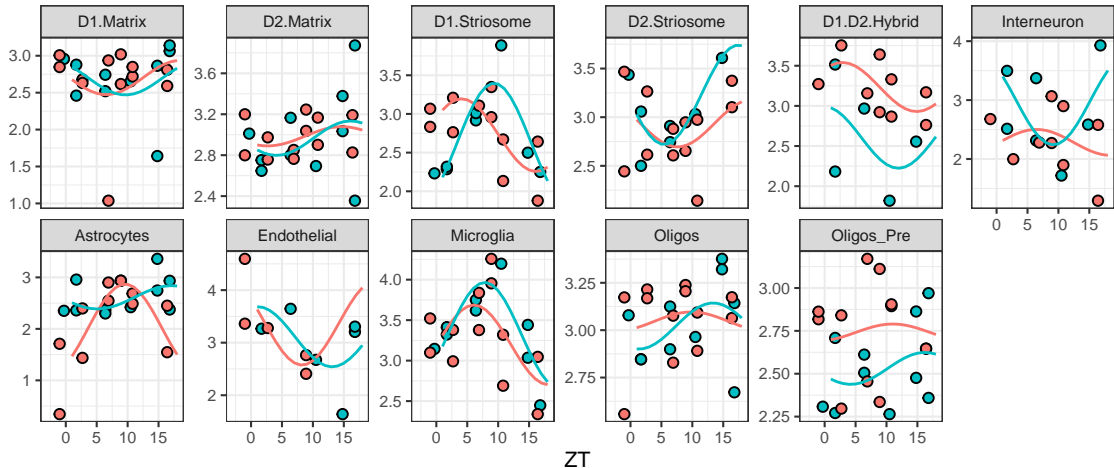 D1.Matrix D2.Matrix D1.Striosome D2.Striosome D1.D2.Hybrid Interneuron
3.0 2.5 2.0 1.5 1.0
3.6 3.2 2.8 2.4
3.5 3.0 2.5 2.0
3.5 3.0 2.5
3.5 3.0 2.5 2.0
4 3 2
0 5 10 15
Astrocytes Endothelial Microglia Oligos Oligos_Pre
3 2 1
4 3 2
4.0 3.5 3.0 2.5
3.25 3.00 2.75
3.00 2.75 2.50 2.25
0 5 10 15 0 5 10 15 0 5 10 15 0 5 10 15 0 5 10 15
ZT